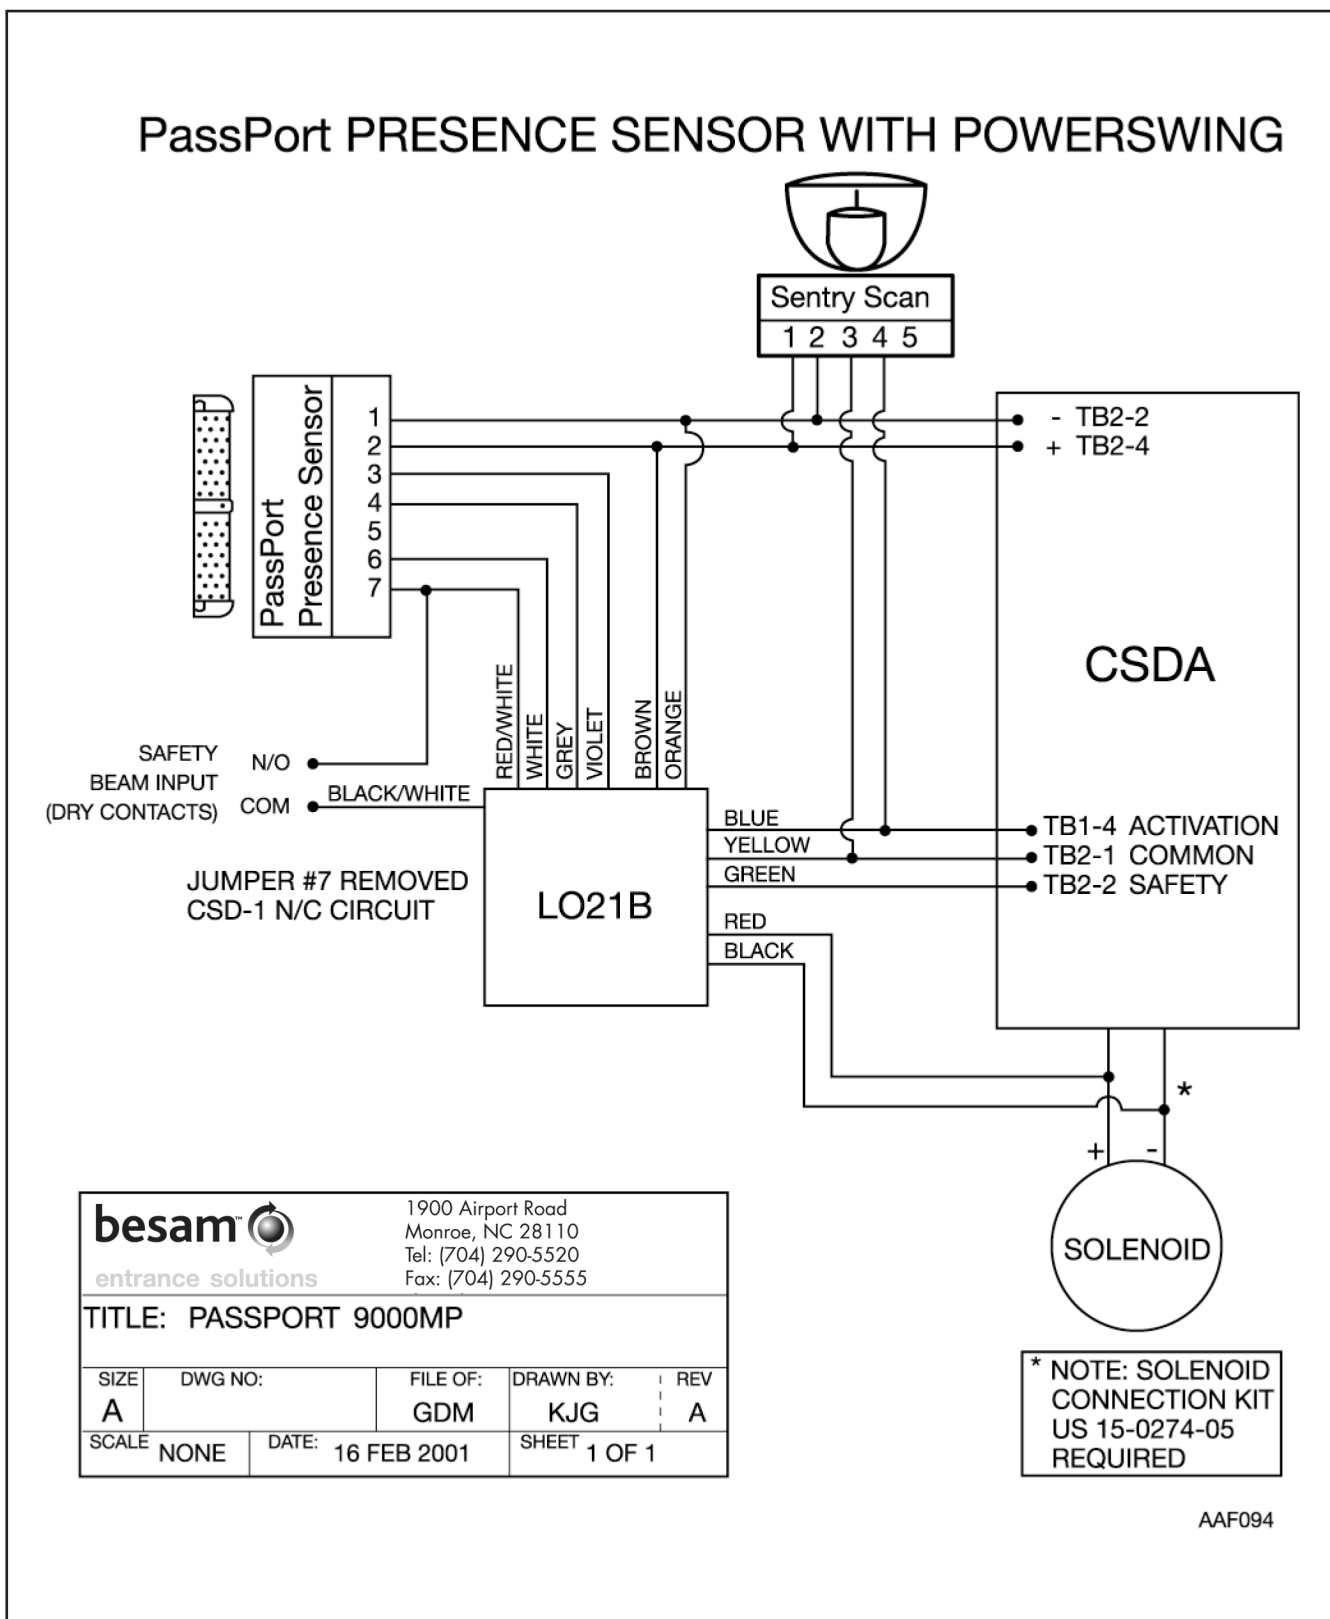 PassPort PRESENCE SENSOR WITH POWERSWING
Sentry Scan
1 2 3 4 5
PassPort
Presence Sensor
1
2
3
4
5
6
7
- TB2-2
+ TB2-4
CSDA
RED/WHITE
WHITE
GREY
VIOLET
BROWN
ORANGE
SAFETY
BEAM INPUT
(DRY CONTACTS)
N/O
COM
BLACK/WHITE
JUMPER #7 REMOVED
CSD-1 N/C CIRCUIT
LO21B
BLUE
YELLOW
GREEN
RED
BLACK
TB1-4 ACTIVATION
TB2-1 COMMON
TB2-2 SAFETY
*
+ -
SOLENOID
* NOTE: SOLENOID
CONNECTION KIT
US 15-0274-05
REQUIRED
besam™
entrance solutions
1900 Airport Road
Monroe, NC 28110
Tel: (704) 290-5520
Fax: (704) 290-5555
TITLE: PASSPORT 9000MP
SIZE
A
DWG NO:
FILE OF:
GDM
DRAWN BY:
KJG
REV
A
SCALE NONE
DATE: 16 FEB 2001
SHEET 1 OF 1
AAF094